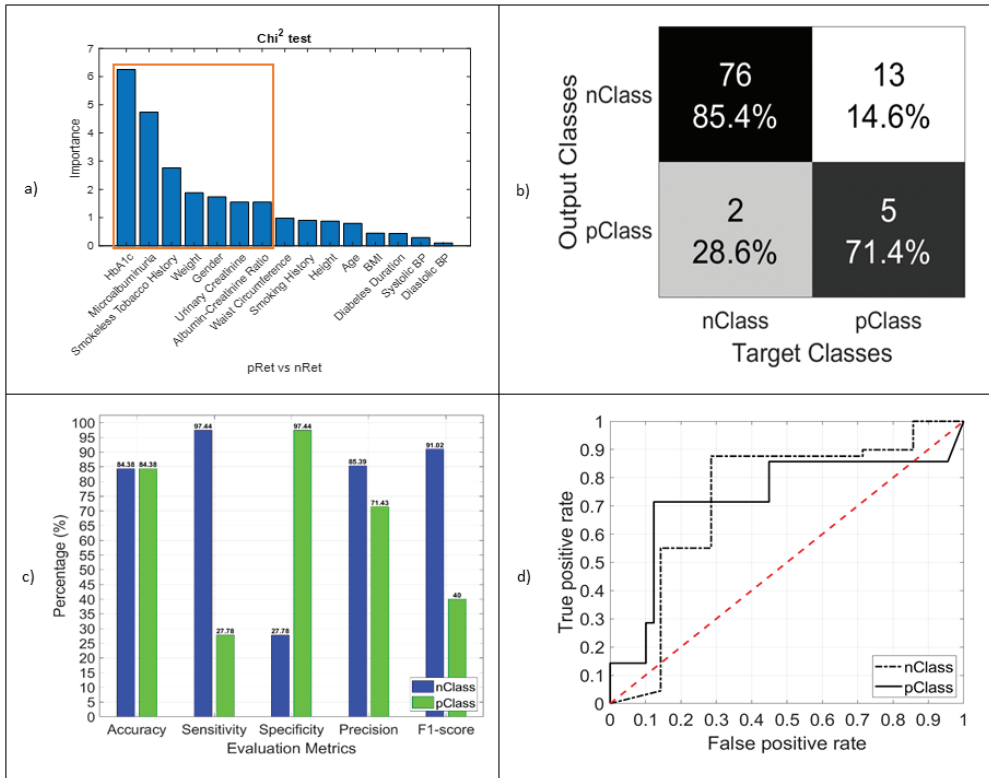 a)
Chi² test
Importance
7
6
5
4
3
2
1
0
HbA1c
Microalbuminuria
Smokeless Tobacco History
Weight
Gender
Urinary Creatinine
Albumin-Creatinine Ratio
Waist Circumference
Smoking History
Height
Age
BMI
Diabetes Duration
Systolic BP
Diastolic BP
pRet vs nRet
b)
Output Classes
nClass
76
85.4%
13
14.6%
pClass
2
28.6%
5
71.4%
nClass pClass
Target Classes
c)
Percentage (%)
100
95
90
85
80
75
70
65
60
55
50
45
40
35
30
25
20
15
10
5
0
84.38 84.38
97.44 27.78
27.78 97.44
85.39 71.43
91.02 40
nClass
pClass
Accuracy Sensitivity Specificity Precision F1-score
Evaluation Metrics
d)
True positive rate
1
0.9
0.8
0.7
0.6
0.5
0.4
0.3
0.2
0.1
0
nClass
pClass
0 0.1 0.2 0.3 0.4 0.5 0.6 0.7 0.8 0.9 1
False positive rate